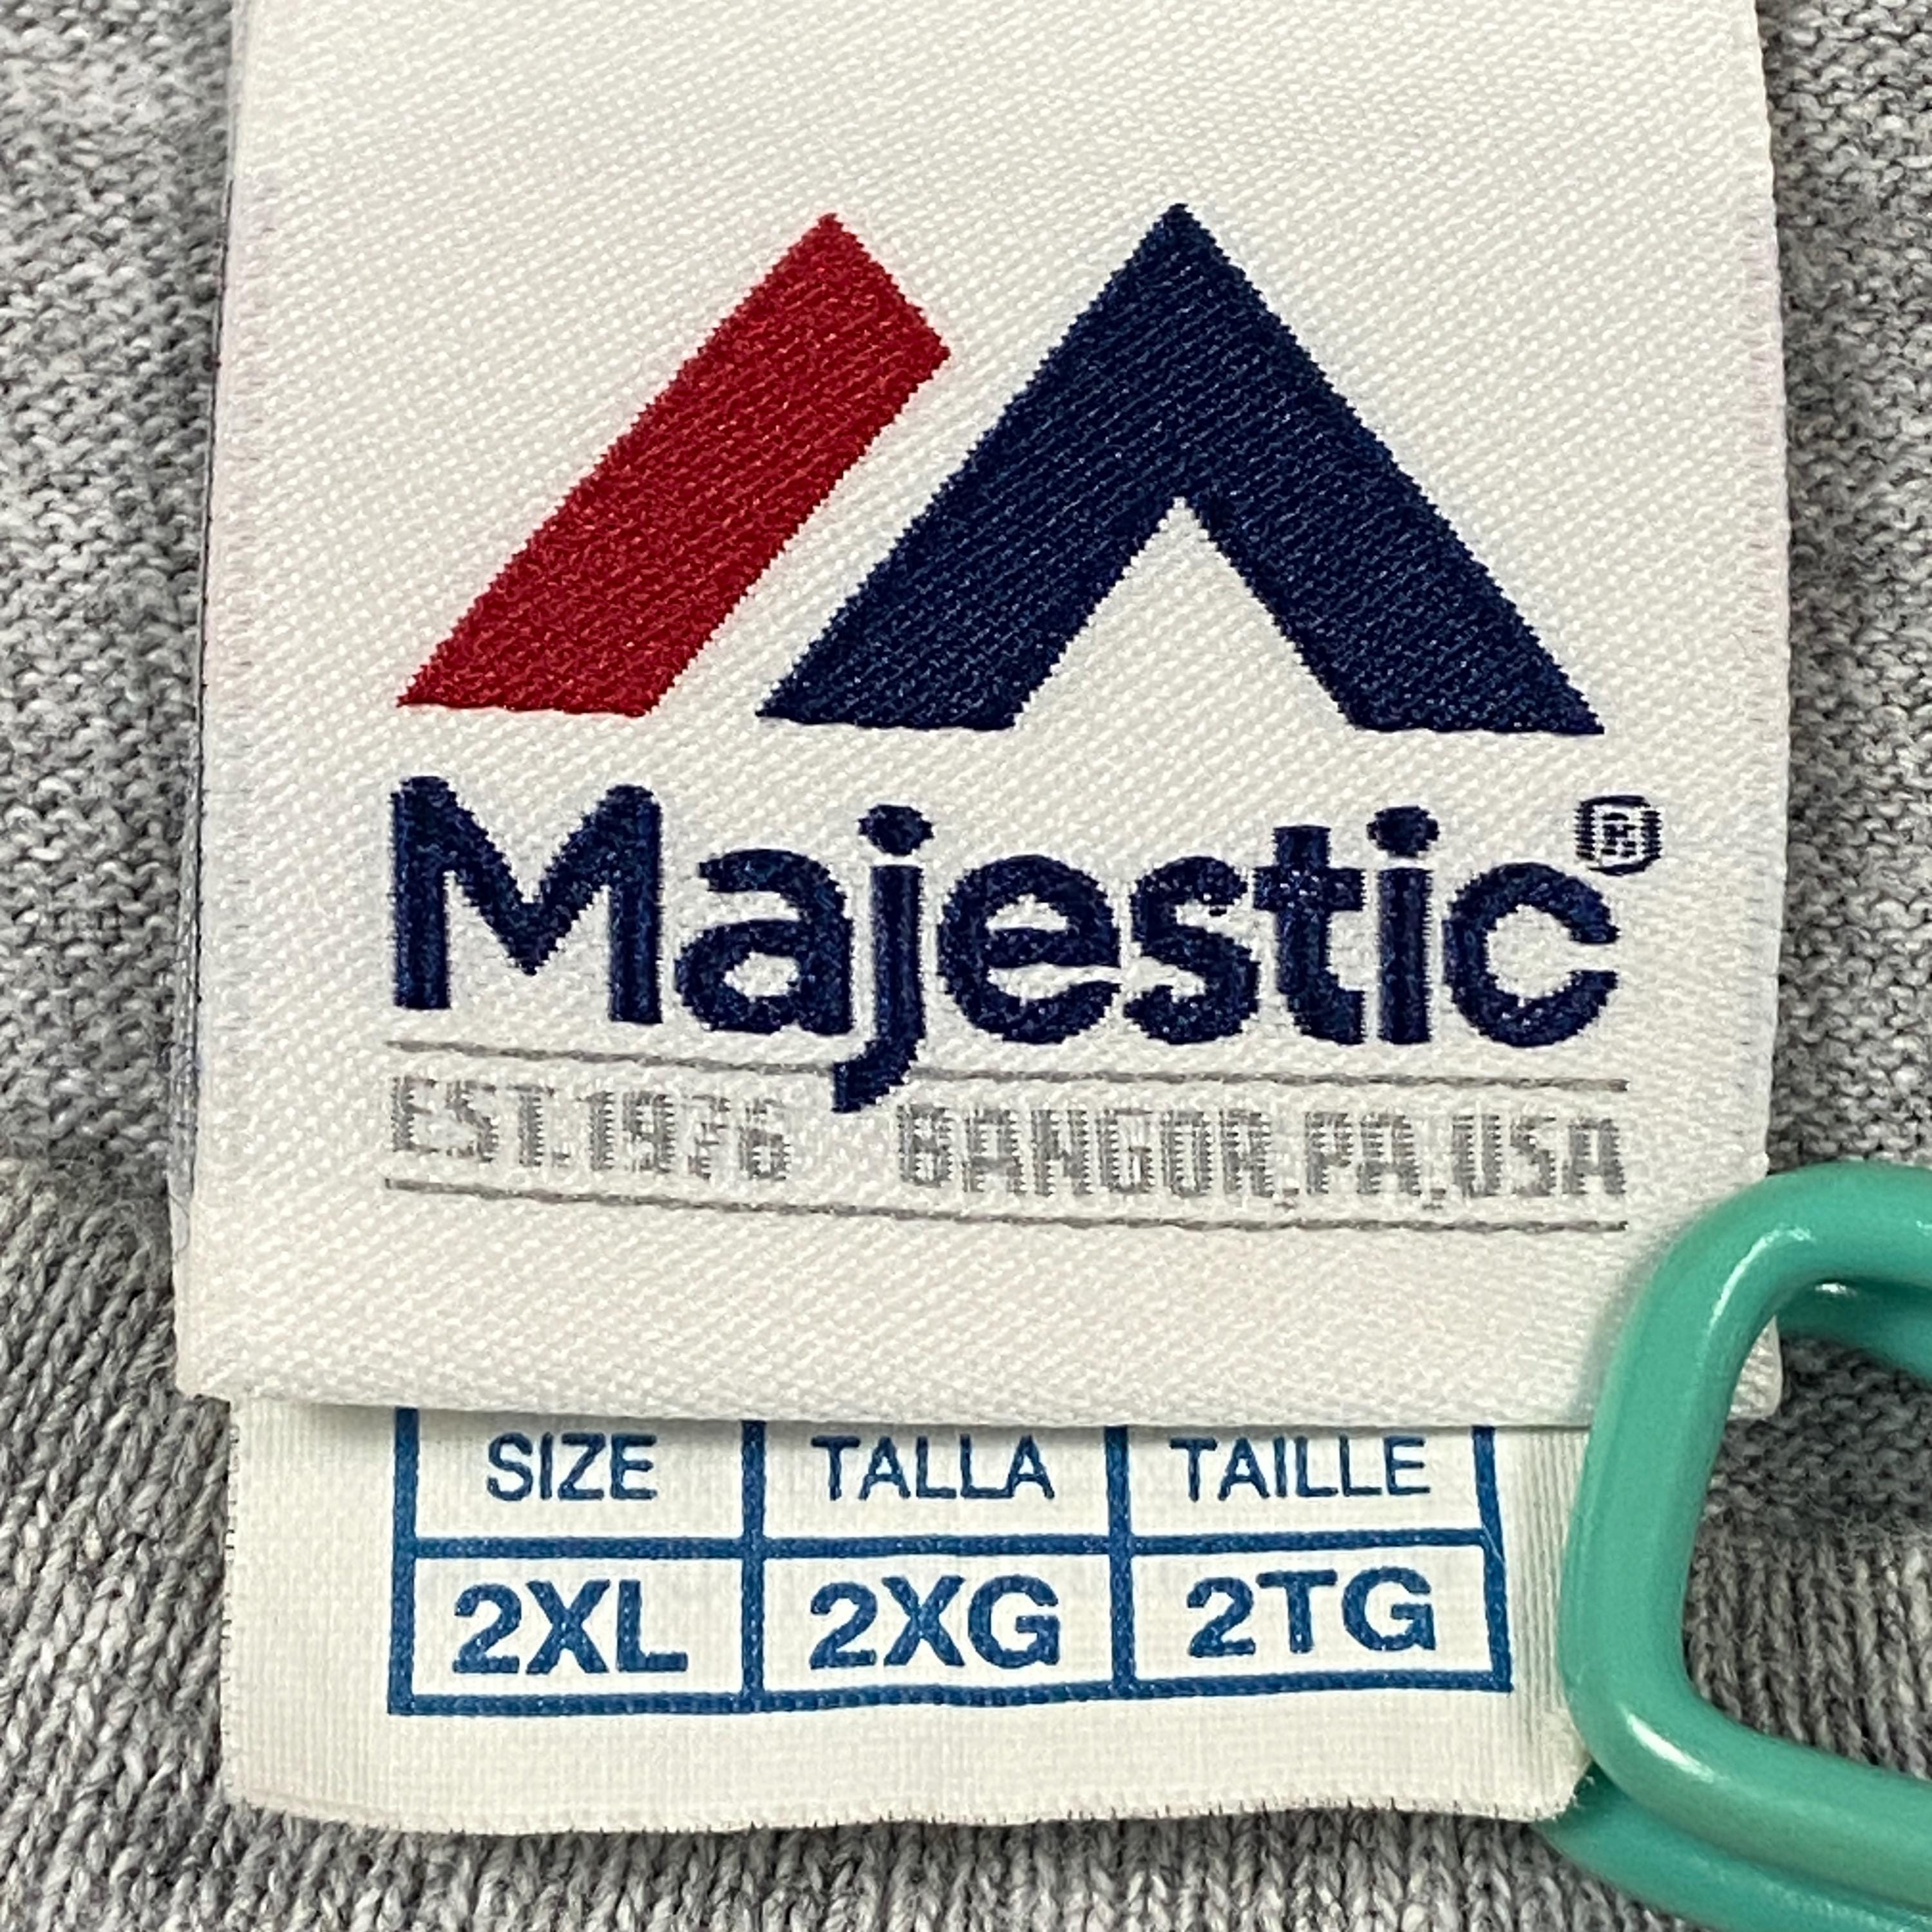 Majestic®
EST.1976 BANGOR,PA,USA
SIZE TALLA TAILLE
2XL 2XG 2TG